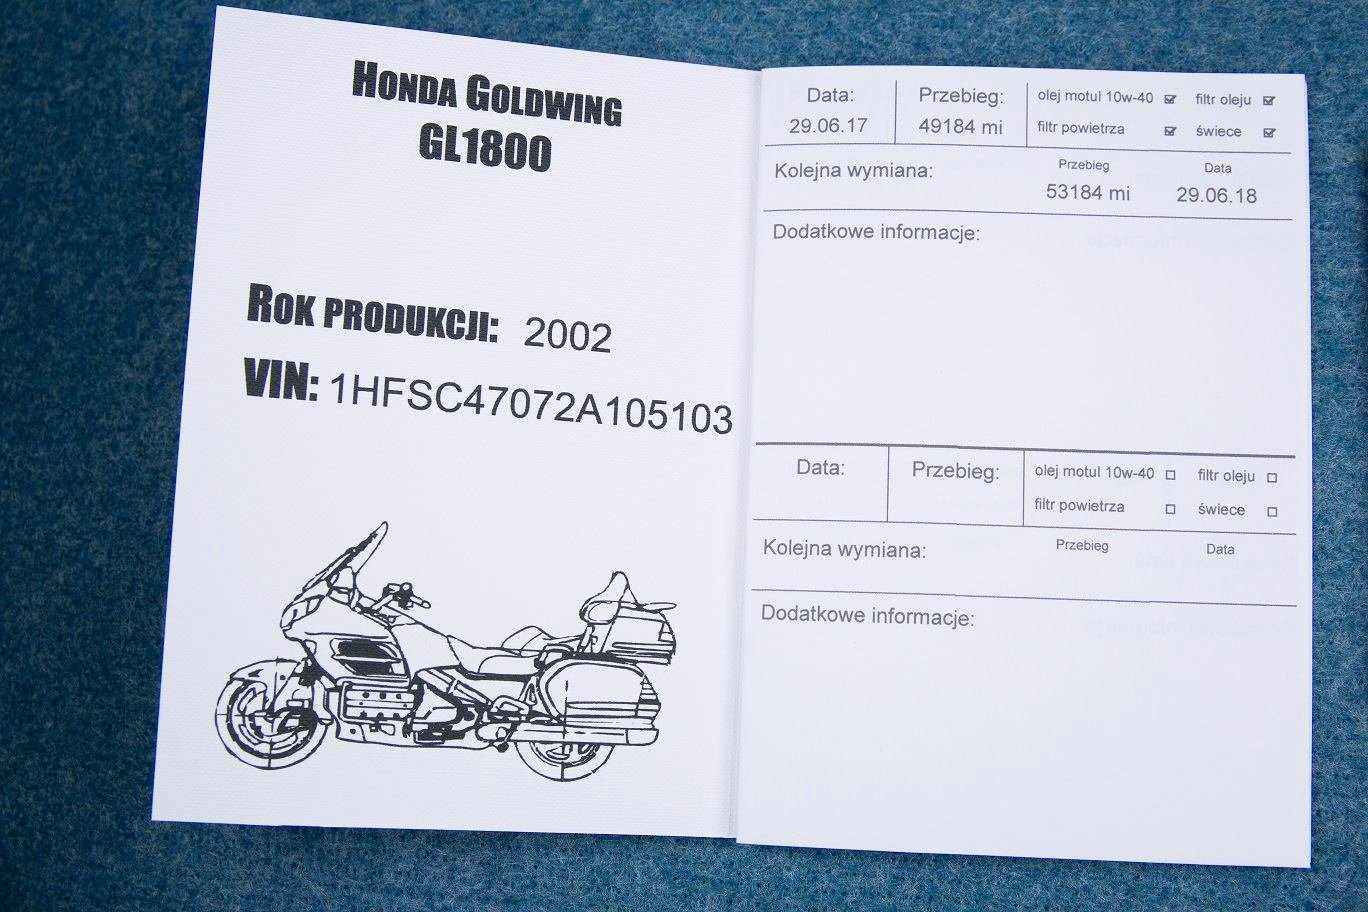 HONDA GOLDWING
GL1800
ROK PRODUKCJI: 2002
VIN: 1HFSC47072A105103
Data: Przebieg: olej motul 10w-40 ☑ filtr oleju ☑
29.06.17 49184 mi filtr powietrza ☑ świece ☑
Kolejna wymiana: Przebieg Data
53184 mi 29.06.18
Dodatkowe informacje:
Data: Przebieg: olej motul 10w-40 ☐ filtr oleju ☐
filtr powietrza ☐ świece ☐
Kolejna wymiana: Przebieg Data
Dodatkowe informacje: